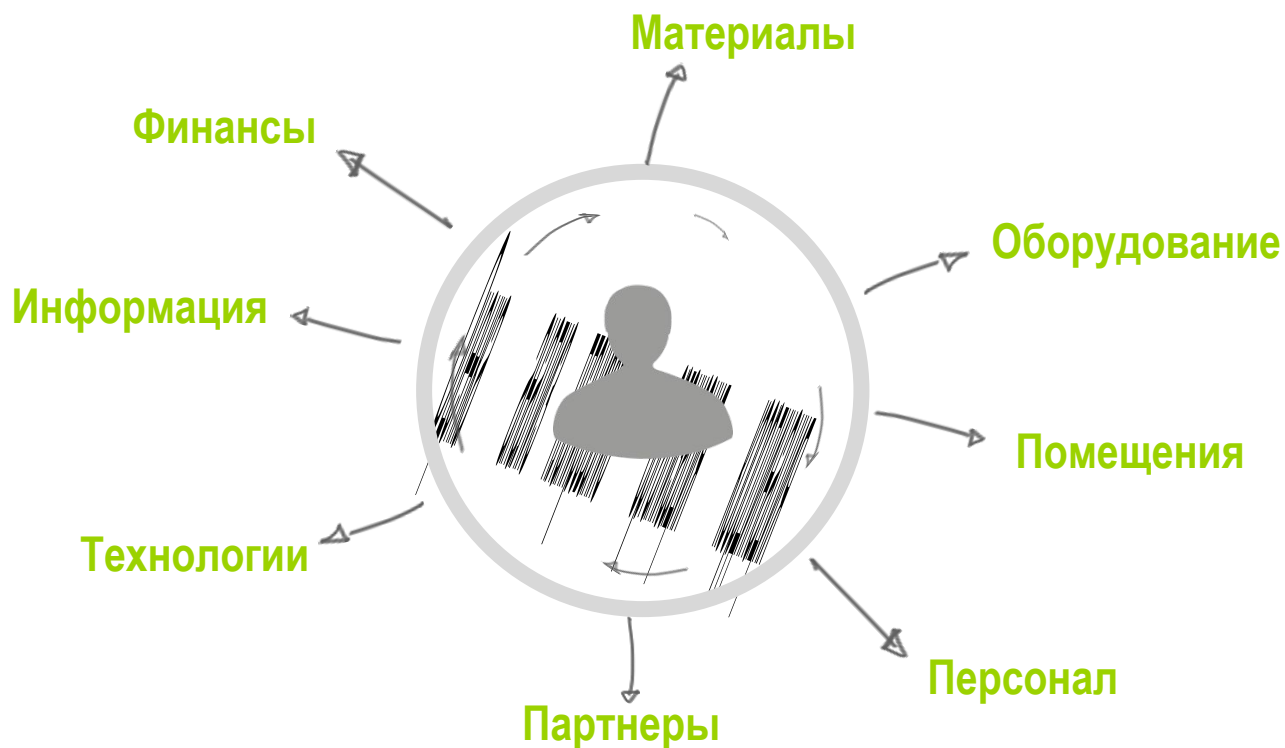 Материалы
Финансы
Оборудование
Информация
Помещения
Технологии
Персонал
Партнеры